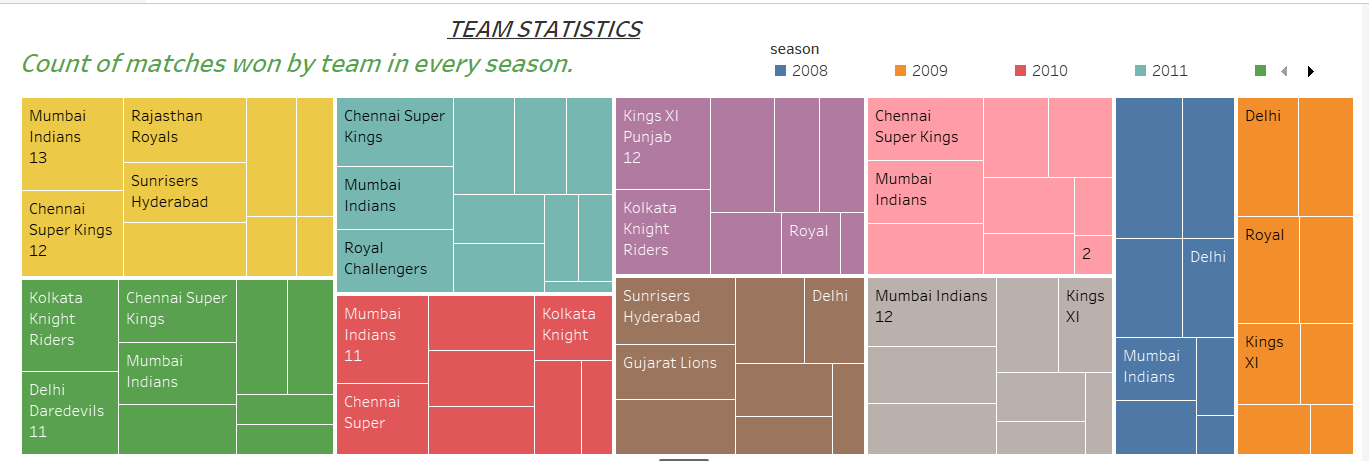 TEAM STATISTICS
Count of matches won by team in every season.
season
2008
2009
2010
2011
Mumbai
Indians
13
Rajasthan
Royals
Sunrisers
Hyderabad
Chennai
Super Kings
12
Kolkata
Knight
Riders
Chennai Super
Kings
Mumbai
Indians
Delhi
Daredevils
11
Chennai Super
Kings
Mumbai
Indians
Royal
Challengers
Mumbai
Indians
11
Kolkata
Knight
Chennai
Super
Kings XI
Punjab
12
Kolkata
Knight
Riders
Royal
Sunrisers
Hyderabad
Delhi
Gujarat Lions
Chennai
Super Kings
Mumbai
Indians
2
Mumbai Indians
12
Kings
XI
Delhi
Mumbai
Indians
Delhi
Royal
Kings
XI